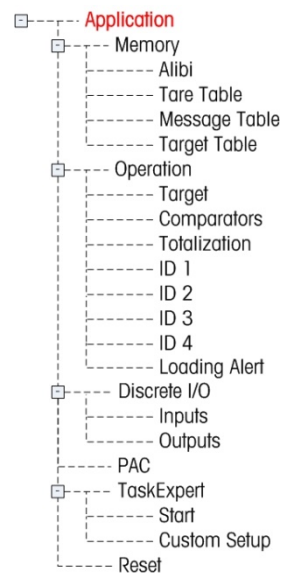 Application
Memory
Alibi
Tare Table
Message Table
Target Table
Operation
Target
Comparators
Totalization
ID 1
ID 2
ID 3
ID 4
Loading Alert
Discrete I/O
Inputs
Outputs
PAC
TaskExpert
Start
Custom Setup
Reset